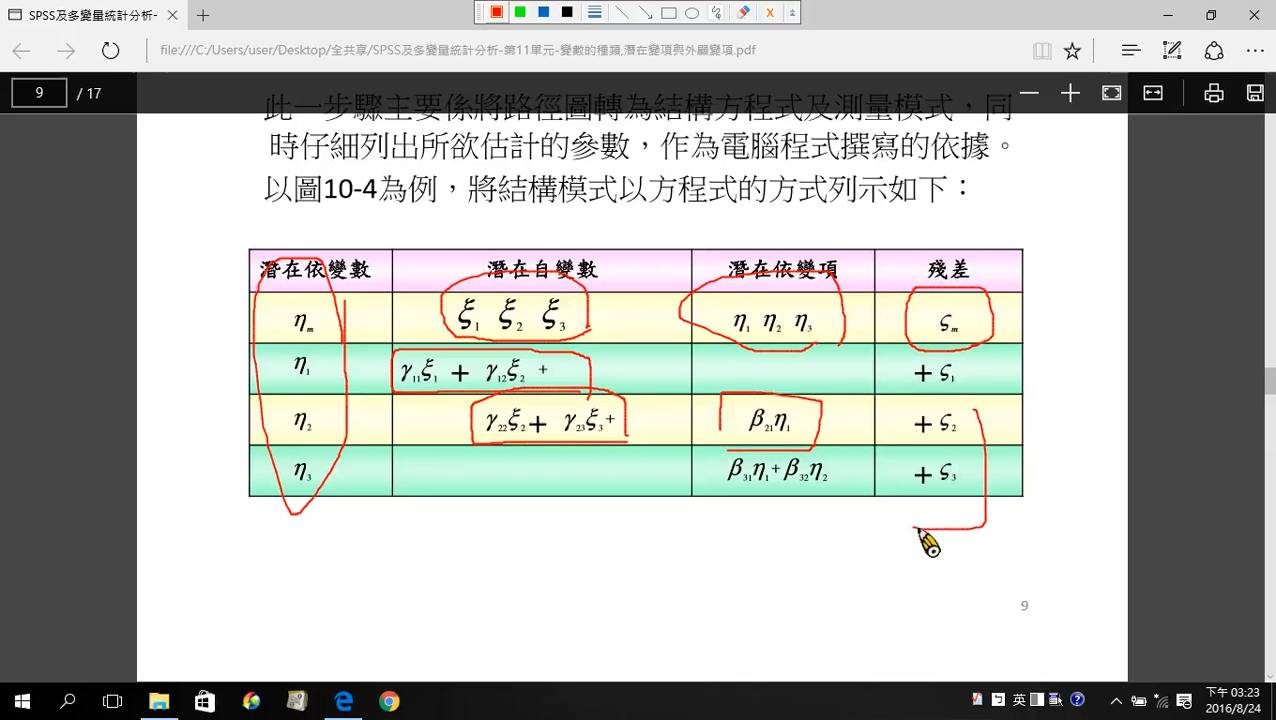 SPSS及多變量統計分析-
file:///C:/Users/user/Desktop/全共享/SPSS及多變量統計分析-第11單元-變數的種類,潛在變項與外顯變項.pdf
9 / 17
此一步驟主要係將路徑圖轉為結構方程式及測量模式，同
時仔細列出所欲估計的參數，作為電腦程式撰寫的依據。
以圖10-4為例，將結構模式以方程式的方式列示如下：
潛在依變數 潛在自變數 潛在依變項 殘差
ηm ξ1 ξ2 ξ3 η1 η2 η3 ςm
η1 γ11ξ1 + γ12ξ2 + + ς1
η2 γ22ξ2 + γ23ξ3 + β21η1 + ς2
η3 β31η1 + β32η2 + ς3
9
英
下午 03:23
2016/8/24